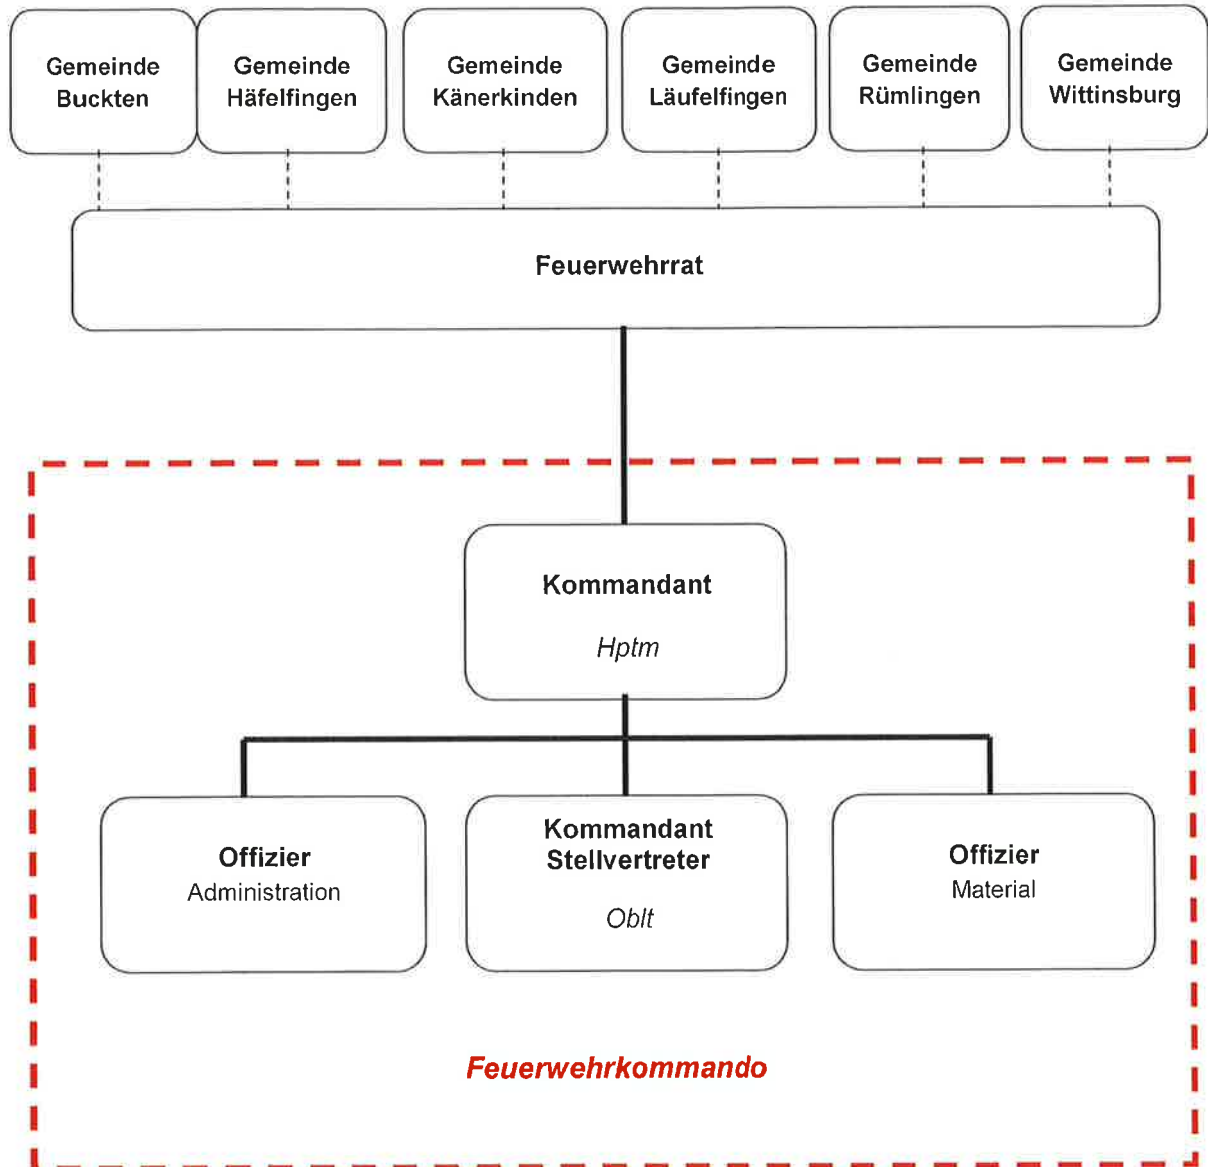 Gemeinde
Buckten
Gemeinde
Häfelfingen
Gemeinde
Känerkinden
Gemeinde
Läufelfingen
Gemeinde
Rümlingen
Gemeinde
Wittinsburg
Feuerwehrrat
Kommandant
Hptm
Offizier
Administration
Kommandant
Stellvertreter
Oblt
Offizier
Material
Feuerwehrkommando